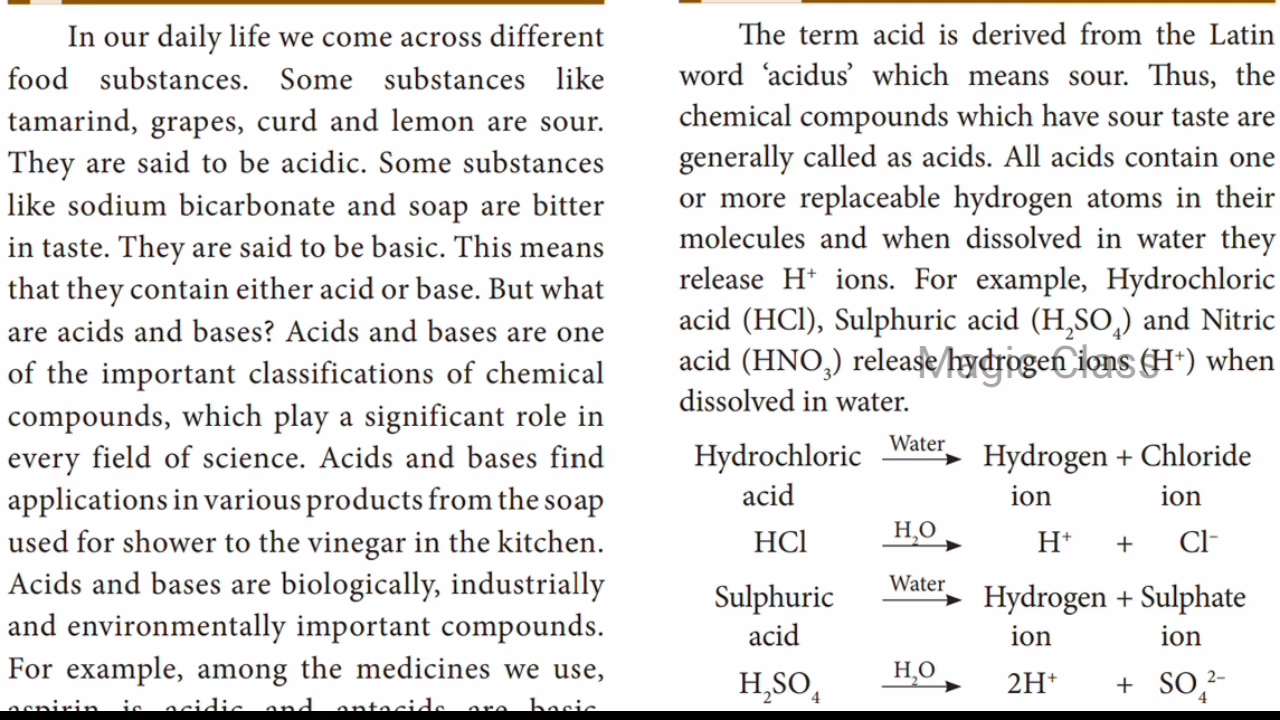 In our daily life we come across different
food substances. Some substances like
tamarind, grapes, curd and lemon are sour.
They are said to be acidic. Some substances
like sodium bicarbonate and soap are bitter
in taste. They are said to be basic. This means
that they contain either acid or base. But what
are acids and bases? Acids and bases are one
of the important classifications of chemical
compounds, which play a significant role in
every field of science. Acids and bases find
applications in various products from the soap
used for shower to the vinegar in the kitchen.
Acids and bases are biologically, industrially
and environmentally important compounds.
For example, among the medicines we use,
aspirin is acidic and antacids are basic.
The term acid is derived from the Latin
word ‘acidus’ which means sour. Thus, the
chemical compounds which have sour taste are
generally called as acids. All acids contain one
or more replaceable hydrogen atoms in their
molecules and when dissolved in water they
release H⁺ ions. For example, Hydrochloric
acid (HCl), Sulphuric acid (H₂SO₄) and Nitric
acid (HNO₃) release hydrogen ions (H⁺) when
Magic Class
dissolved in water.
Water
Hydrochloric ⟶ Hydrogen + Chloride
acid ion ion
H₂O
HCl ⟶ H⁺ + Cl⁻
Water
Sulphuric ⟶ Hydrogen + Sulphate
acid ion ion
H₂O
H₂SO₄ ⟶ 2H⁺ + SO₄²⁻